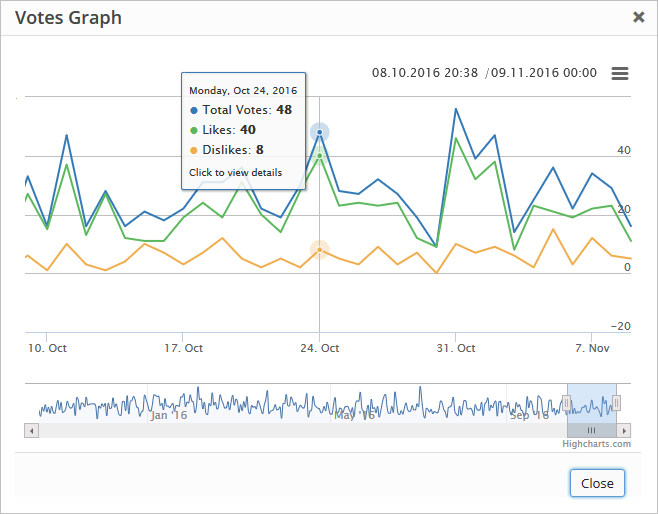 Votes Graph
08.10.2016 20:38 /09.11.2016 00:00
Monday, Oct 24, 2016
Total Votes: 48
Likes: 40
Dislikes: 8
Click to view details
40
20
0
−20
10. Oct 17. Oct 24. Oct 31. Oct 7. Nov
Jan '16 May '16 Sep '16
Highcharts.com
Close